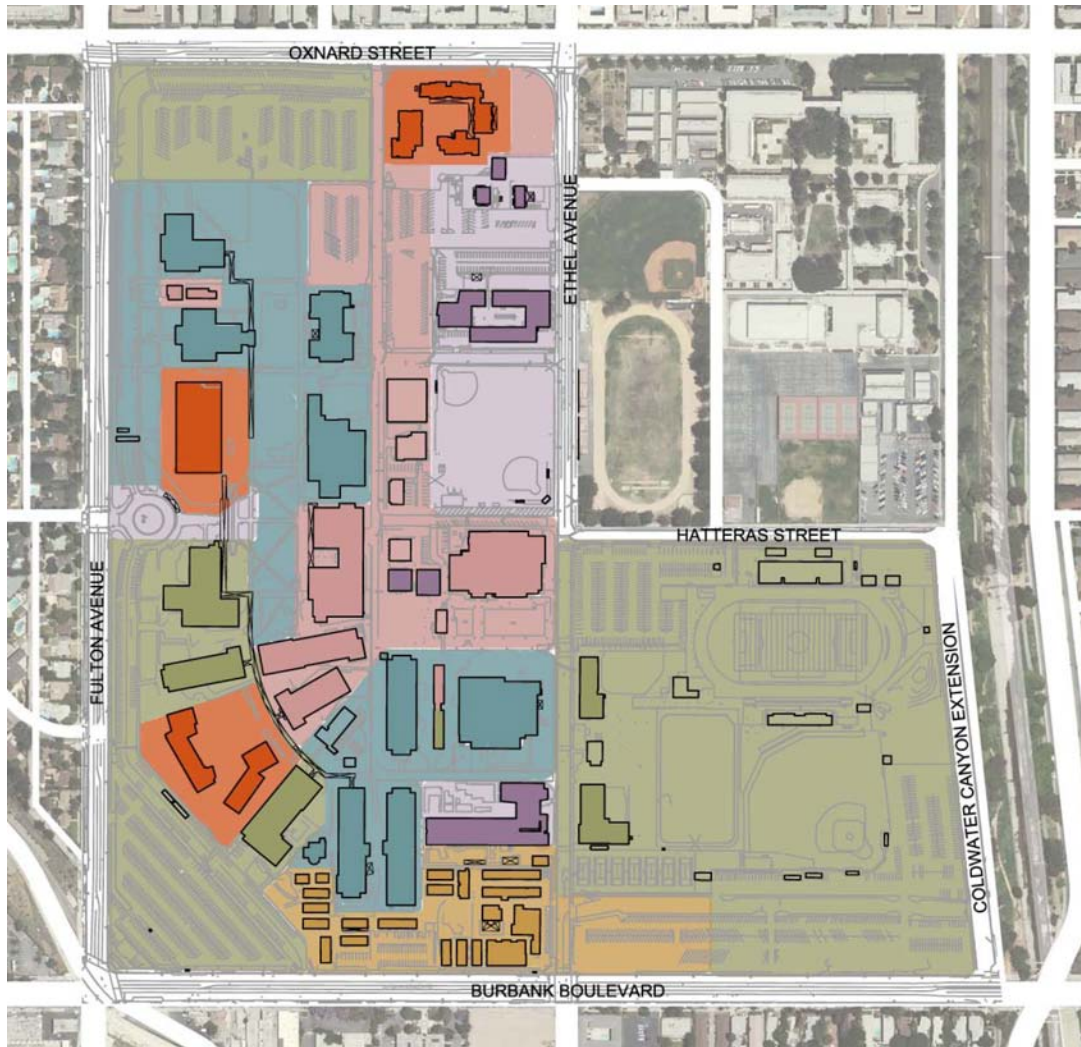 OXNARD STREET
ETHEL AVENUE
HATTERAS STREET
FULTON AVENUE
COLDWATER CANYON EXTENSION
BURBANK BOULEVARD